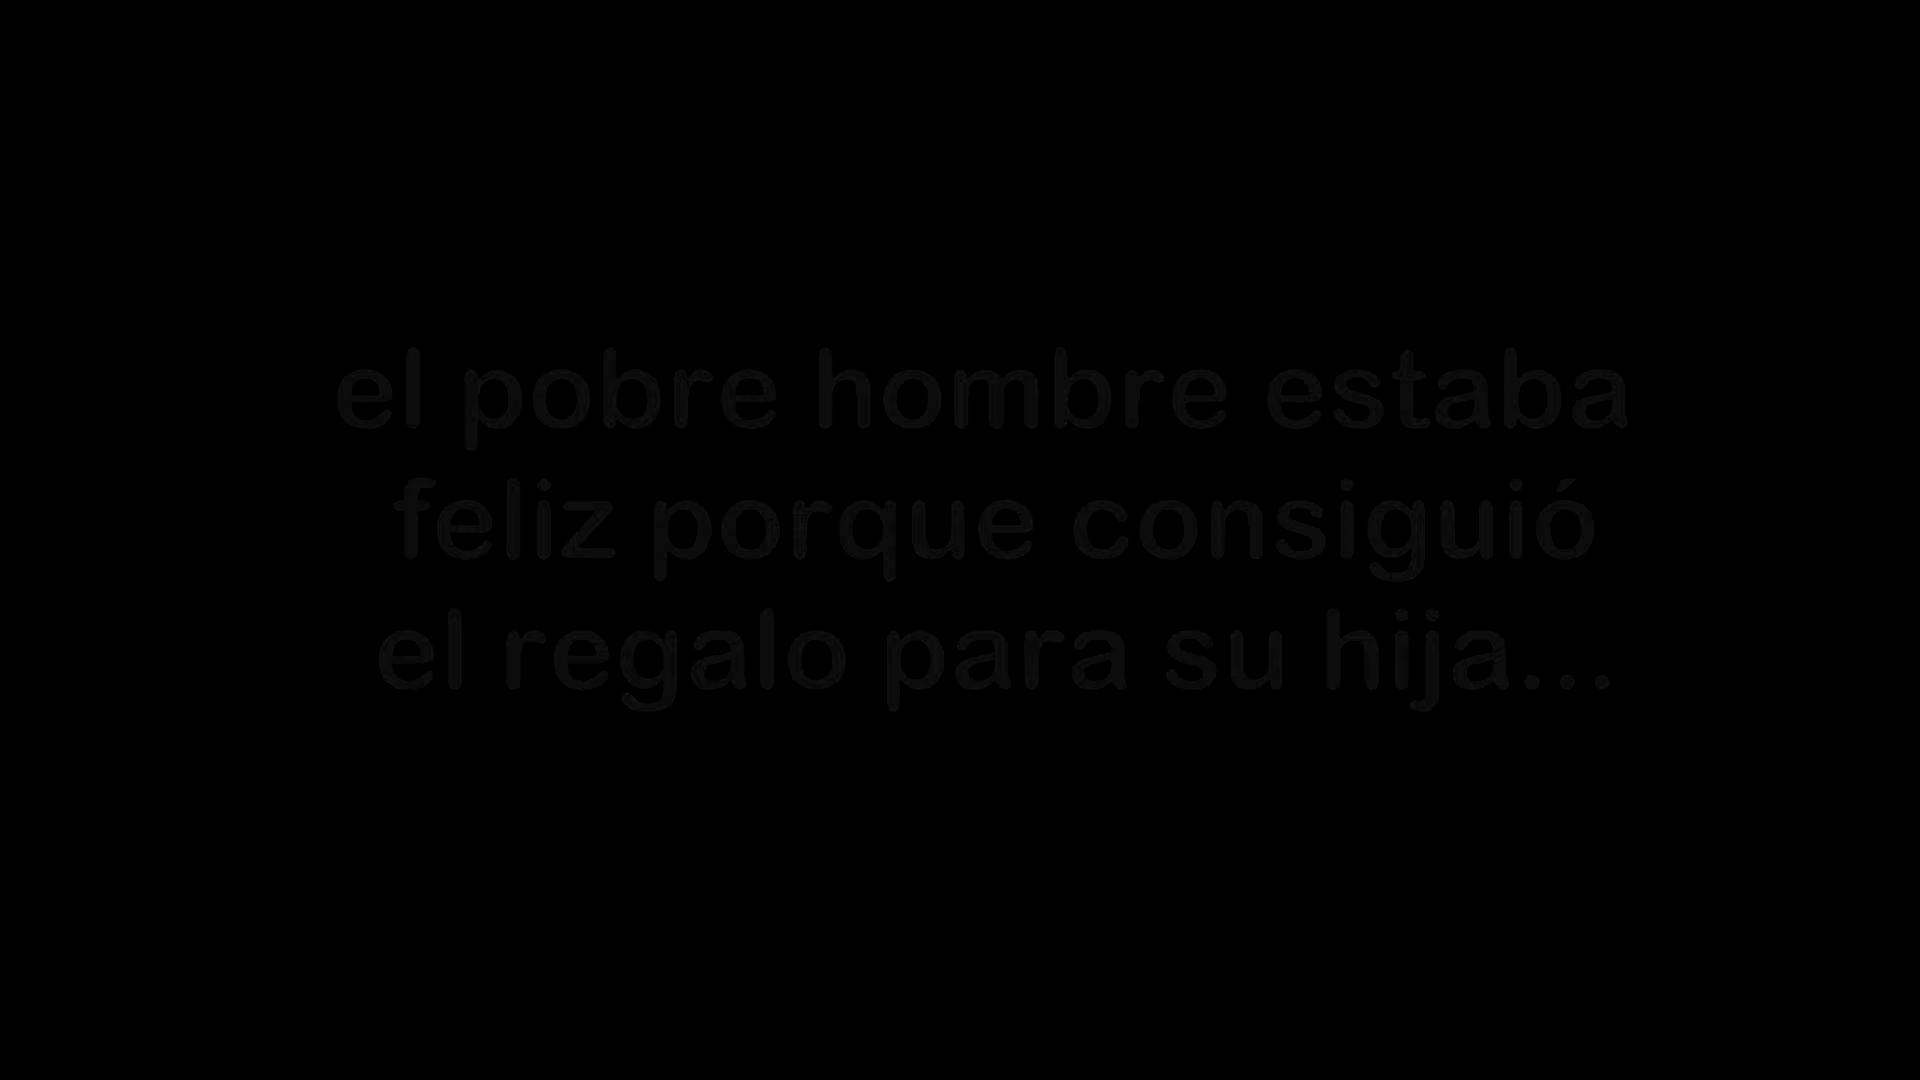 el pobre hombre estaba
feliz porque consiguió
el regalo para su hija...